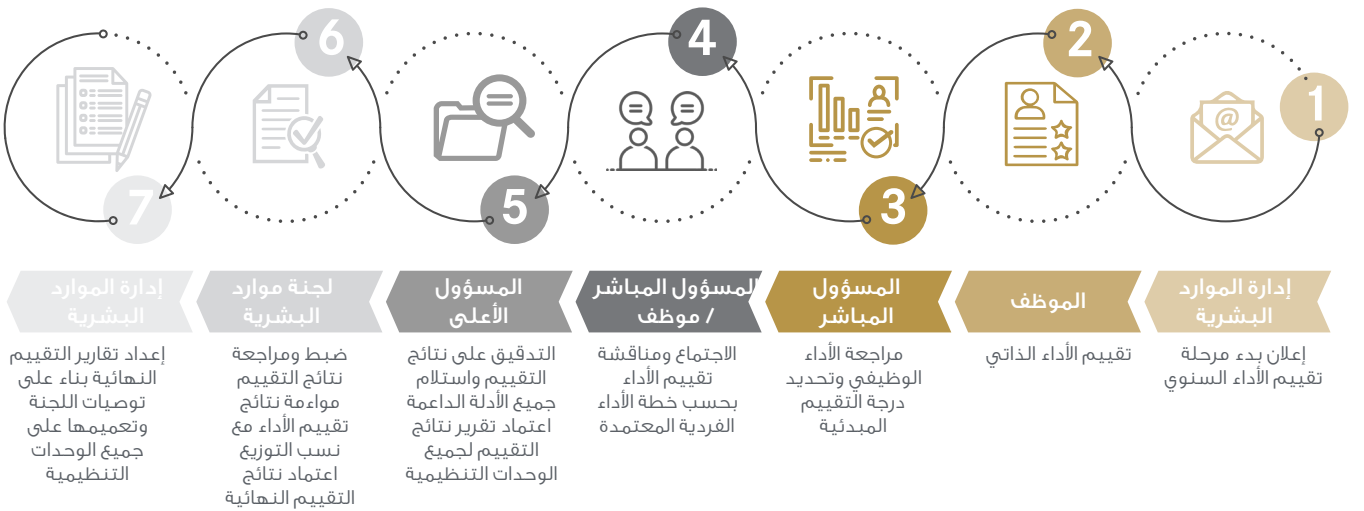 1
إدارة الموارد
البشرية
إعلان بدء مرحلة
تقييم الأداء السنوي
2
الموظف
تقييم الأداء الذاتي
3
المسؤول
المباشر
مراجعة الأداء
الوظيفي وتحديد
درجة التقييم
المبدئية
4
المسؤول المباشر
/ موظف
الاجتماع ومناقشة
تقييم الأداء
بحسب خطة الأداء
الفردية المعتمدة
5
المسؤول
الأعلى
التدقيق على نتائج
التقييم واستلام
جميع الأدلة الداعمة
اعتماد تقرير نتائج
التقييم لجميع
الوحدات التنظيمية
6
لجنة موارد
البشرية
ضبط ومراجعة
نتائج التقييم
مواءمة نتائج
تقييم الأداء مع
نسب التوزيع
اعتماد نتائج
التقييم النهائية
7
إدارة الموارد
البشرية
إعداد تقارير التقييم
النهائية بناء على
توصيات اللجنة
وتعميمها على
جميع الوحدات
التنظيمية
@